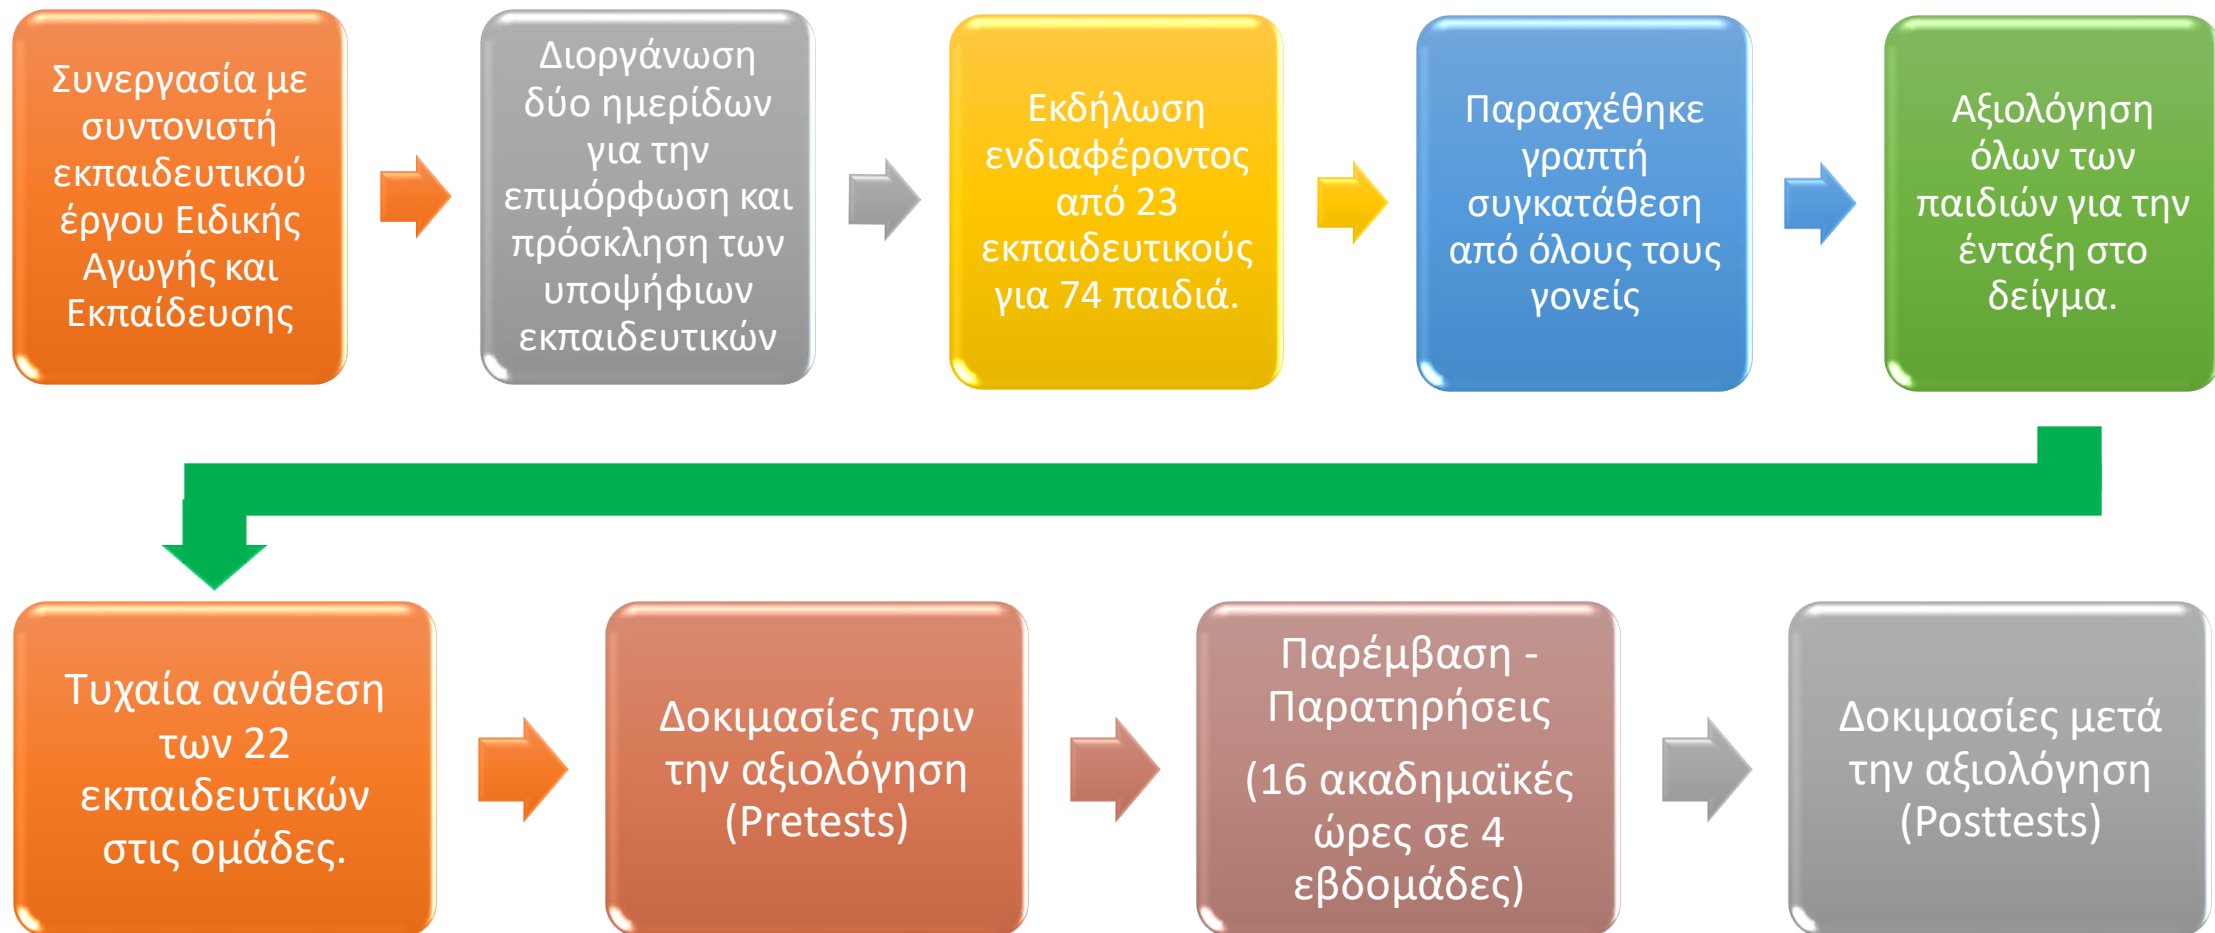 Συνεργασία με
συντονιστή
εκπαιδευτικού
έργου Ειδικής
Αγωγής και
Εκπαίδευσης
Διοργάνωση
δύο ημερίδων
για την
επιμόρφωση και
πρόσκληση των
υποψήφιων
εκπαιδευτικών
Εκδήλωση
ενδιαφέροντος
από 23
εκπαιδευτικούς
για 74 παιδιά.
Παρασχέθηκε
γραπτή
συγκατάθεση
από όλους τους
γονείς
Αξιολόγηση
όλων των
παιδιών για την
ένταξη στο
δείγμα.
Τυχαία ανάθεση
των 22
εκπαιδευτικών
στις ομάδες.
Δοκιμασίες πριν
την αξιολόγηση
(Pretests)
Παρέμβαση -
Παρατηρήσεις
(16 ακαδημαϊκές
ώρες σε 4
εβδομάδες)
Δοκιμασίες μετά
την αξιολόγηση
(Posttests)